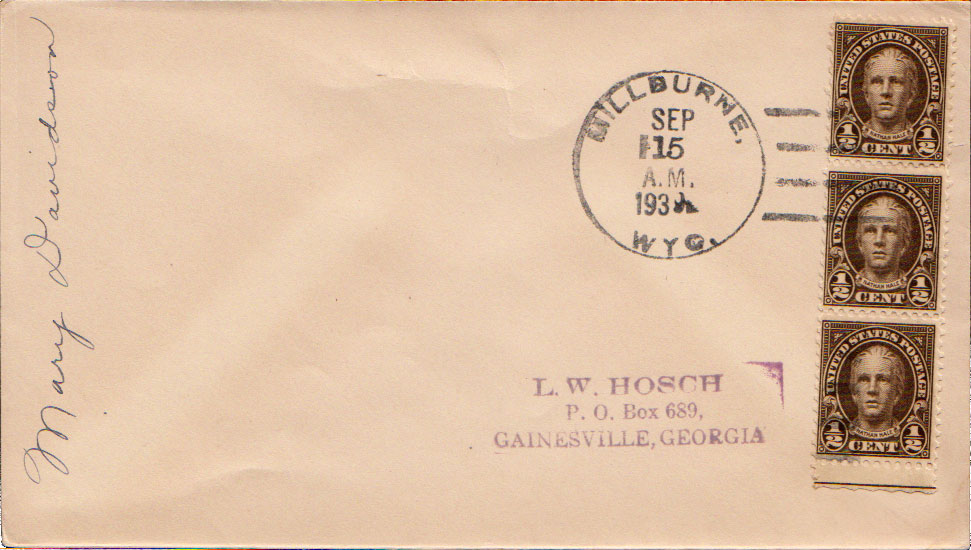 Mary Davidson
MILLBURNE,
SEP
15
A.M.
193
WYO.
UNITED STATES POSTAGE
NATHAN HALE
1/2 CENT 1/2
UNITED STATES POSTAGE
NATHAN HALE
1/2 CENT 1/2
UNITED STATES POSTAGE
NATHAN HALE
1/2 CENT 1/2
L. W. HOSCH
P. O. Box 689,
GAINESVILLE, GEORGIA